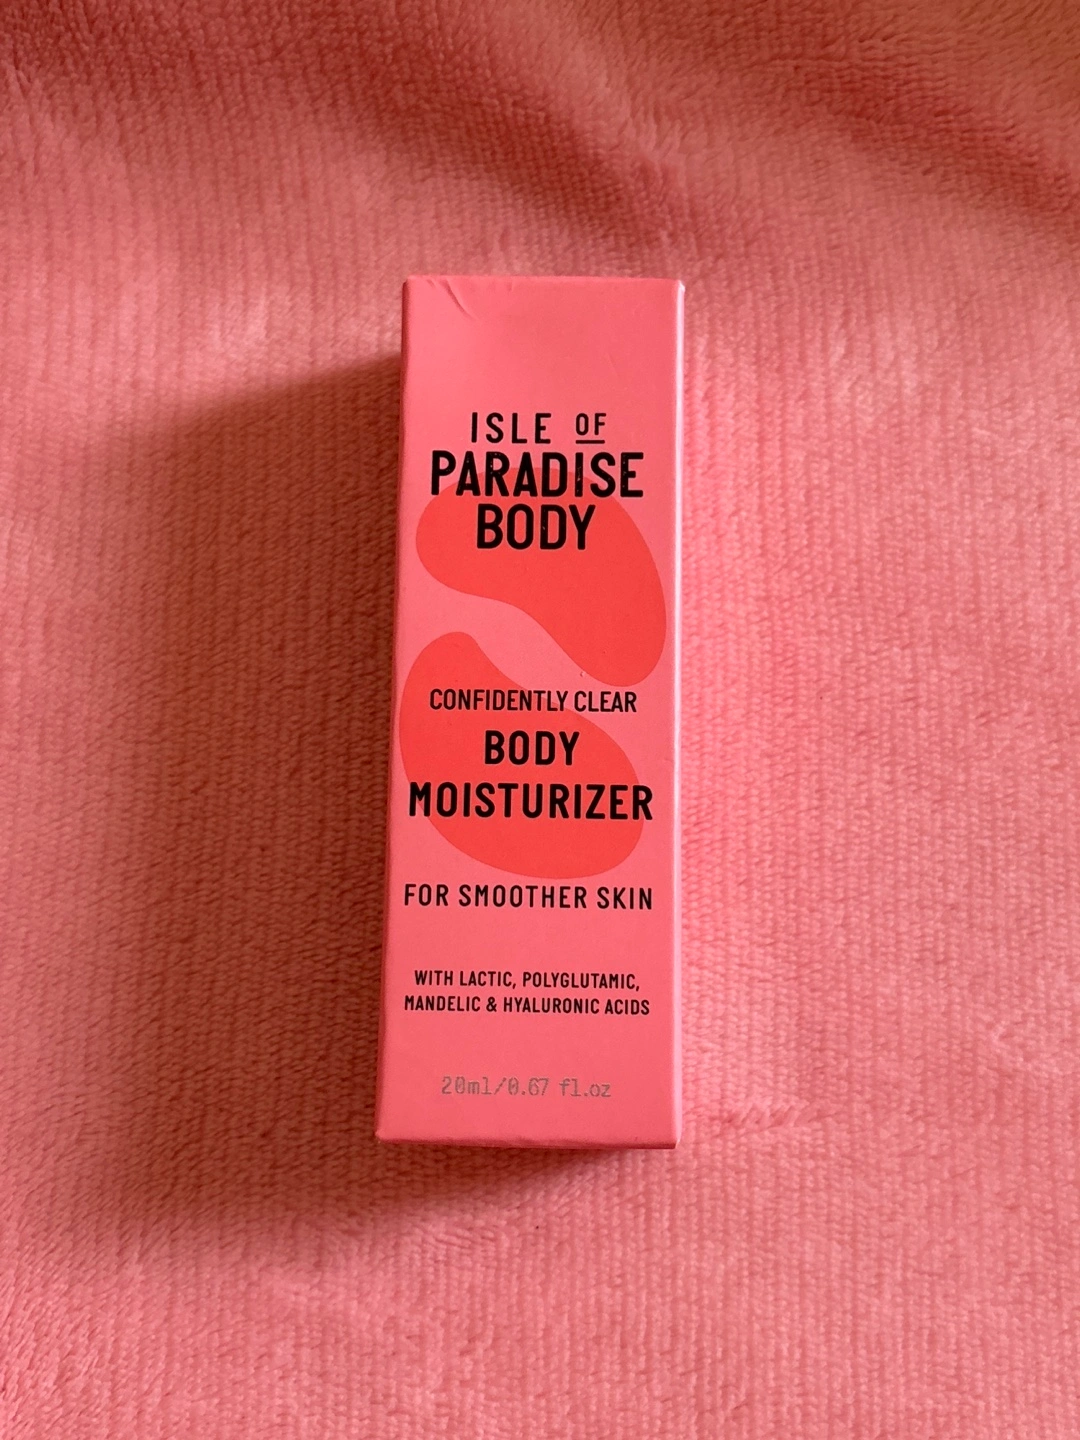 ISLE OF
PARADISE
BODY
CONFIDENTLY CLEAR
BODY
MOISTURIZER
FOR SMOOTHER SKIN
WITH LACTIC, POLYGLUTAMIC,
MANDELIC & HYALURONIC ACIDS
20ml/0.67 fl.oz